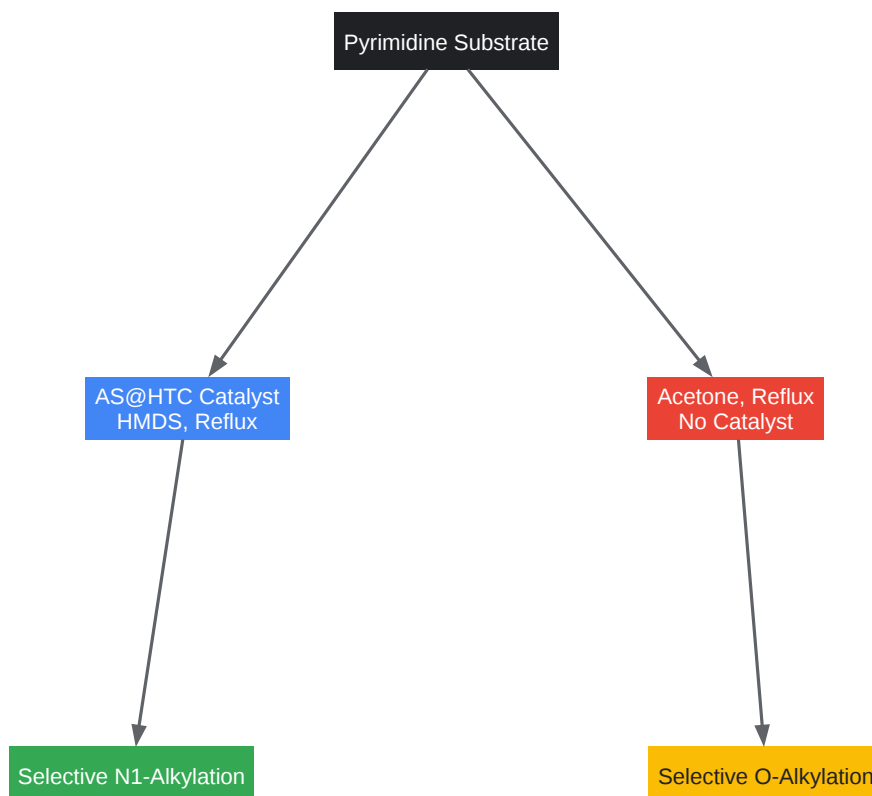 Pyrimidine Substrate
AS@HTC Catalyst
HMDS, Reflux
Acetone, Reflux
No Catalyst
Selective N1-Alkylation
Selective O-Alkylation